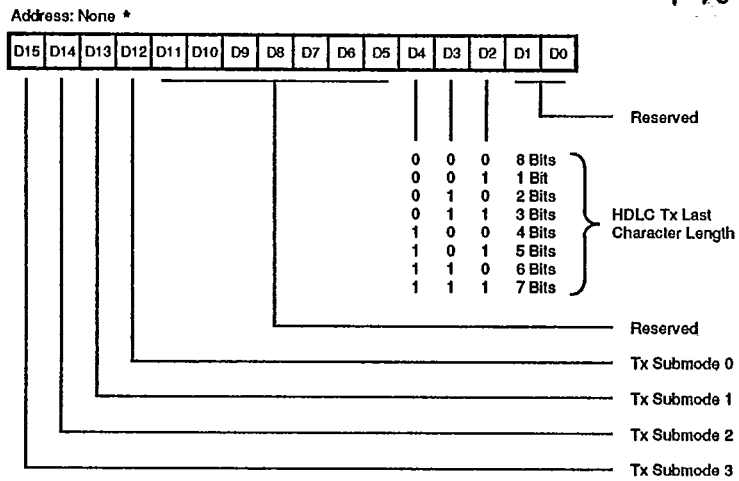 Address: None *
D15 D14 D13 D12 D11 D10 D9 D8 D7 D6 D5 D4 D3 D2 D1 D0
Reserved
0 0 0 8 Bits
0 0 1 1 Bit
0 1 0 2 Bits
0 1 1 3 Bits
1 0 0 4 Bits
1 0 1 5 Bits
1 1 0 6 Bits
1 1 1 7 Bits
HDLC Tx Last
Character Length
Reserved
Tx Submode 0
Tx Submode 1
Tx Submode 2
Tx Submode 3